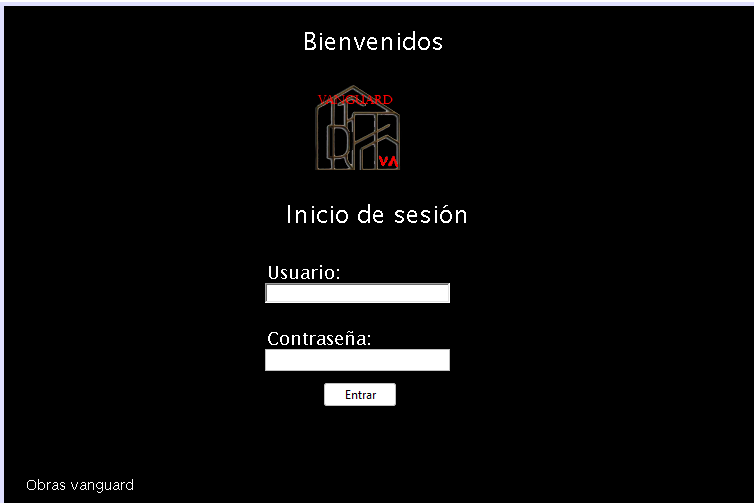 Bienvenidos
VANGUARD
VA
Inicio de sesión
Usuario:
Contraseña:
Entrar
Obras vanguard